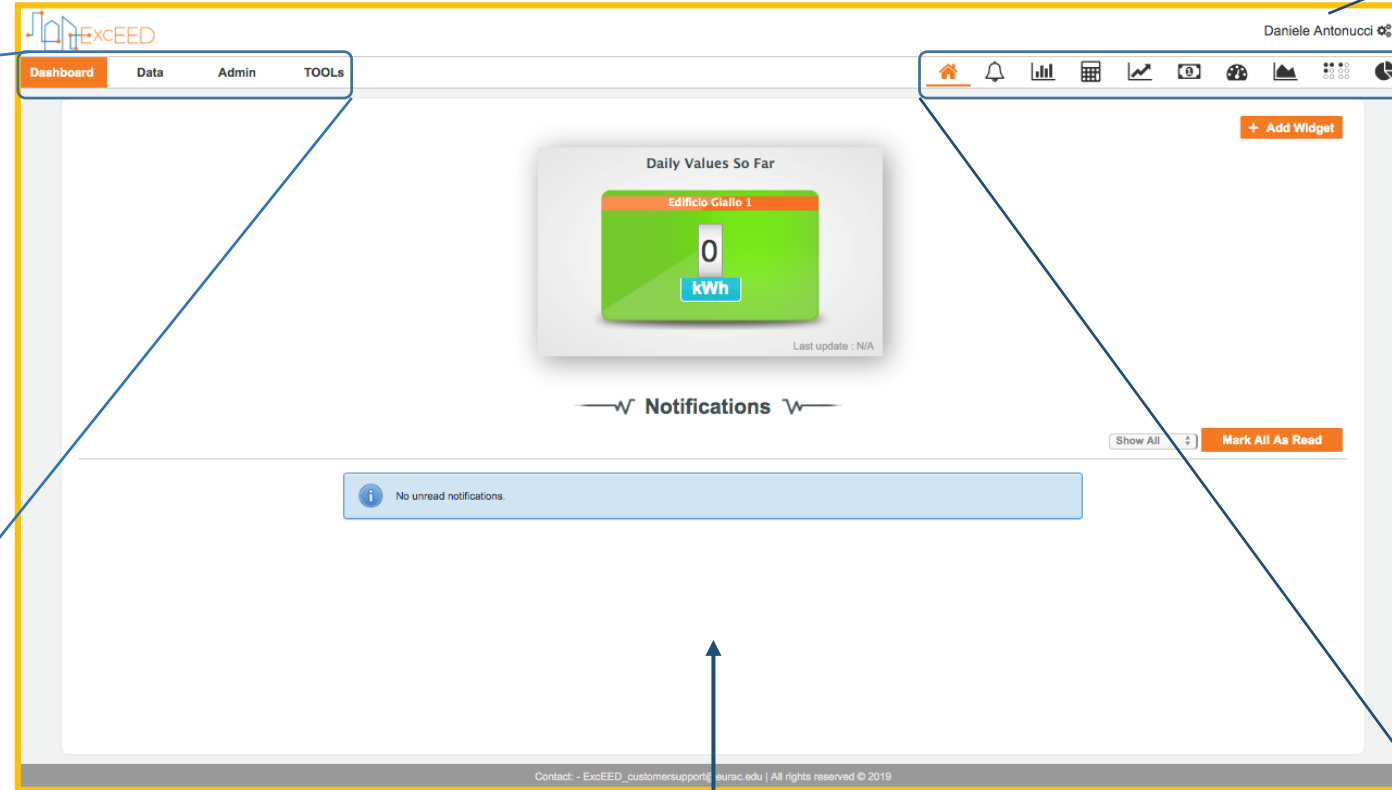 ExcEED
Daniele Antonucci
Dashboard Data Admin TOOLs
+ Add Widget
Daily Values So Far
Edificio Giallo 1
0
kWh
Last update : N/A
Notifications
Show All Mark All As Read
No unread notifications.
Contact: - ExcEED_customersupport@eurac.edu | All rights reserved © 2019